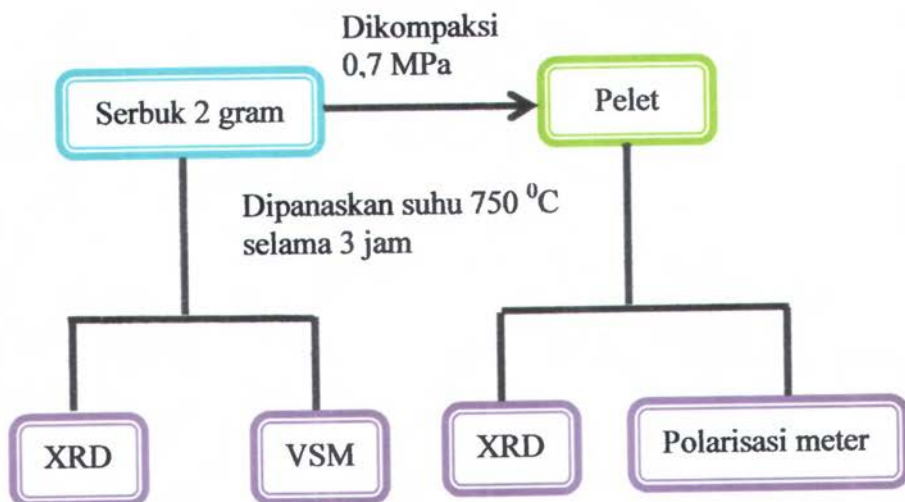 Dikompaksi
0,7 MPa
Serbuk 2 gram
Pelet
Dipanaskan suhu 750 ⁰C
selama 3 jam
XRD
VSM
XRD
Polarisasi meter